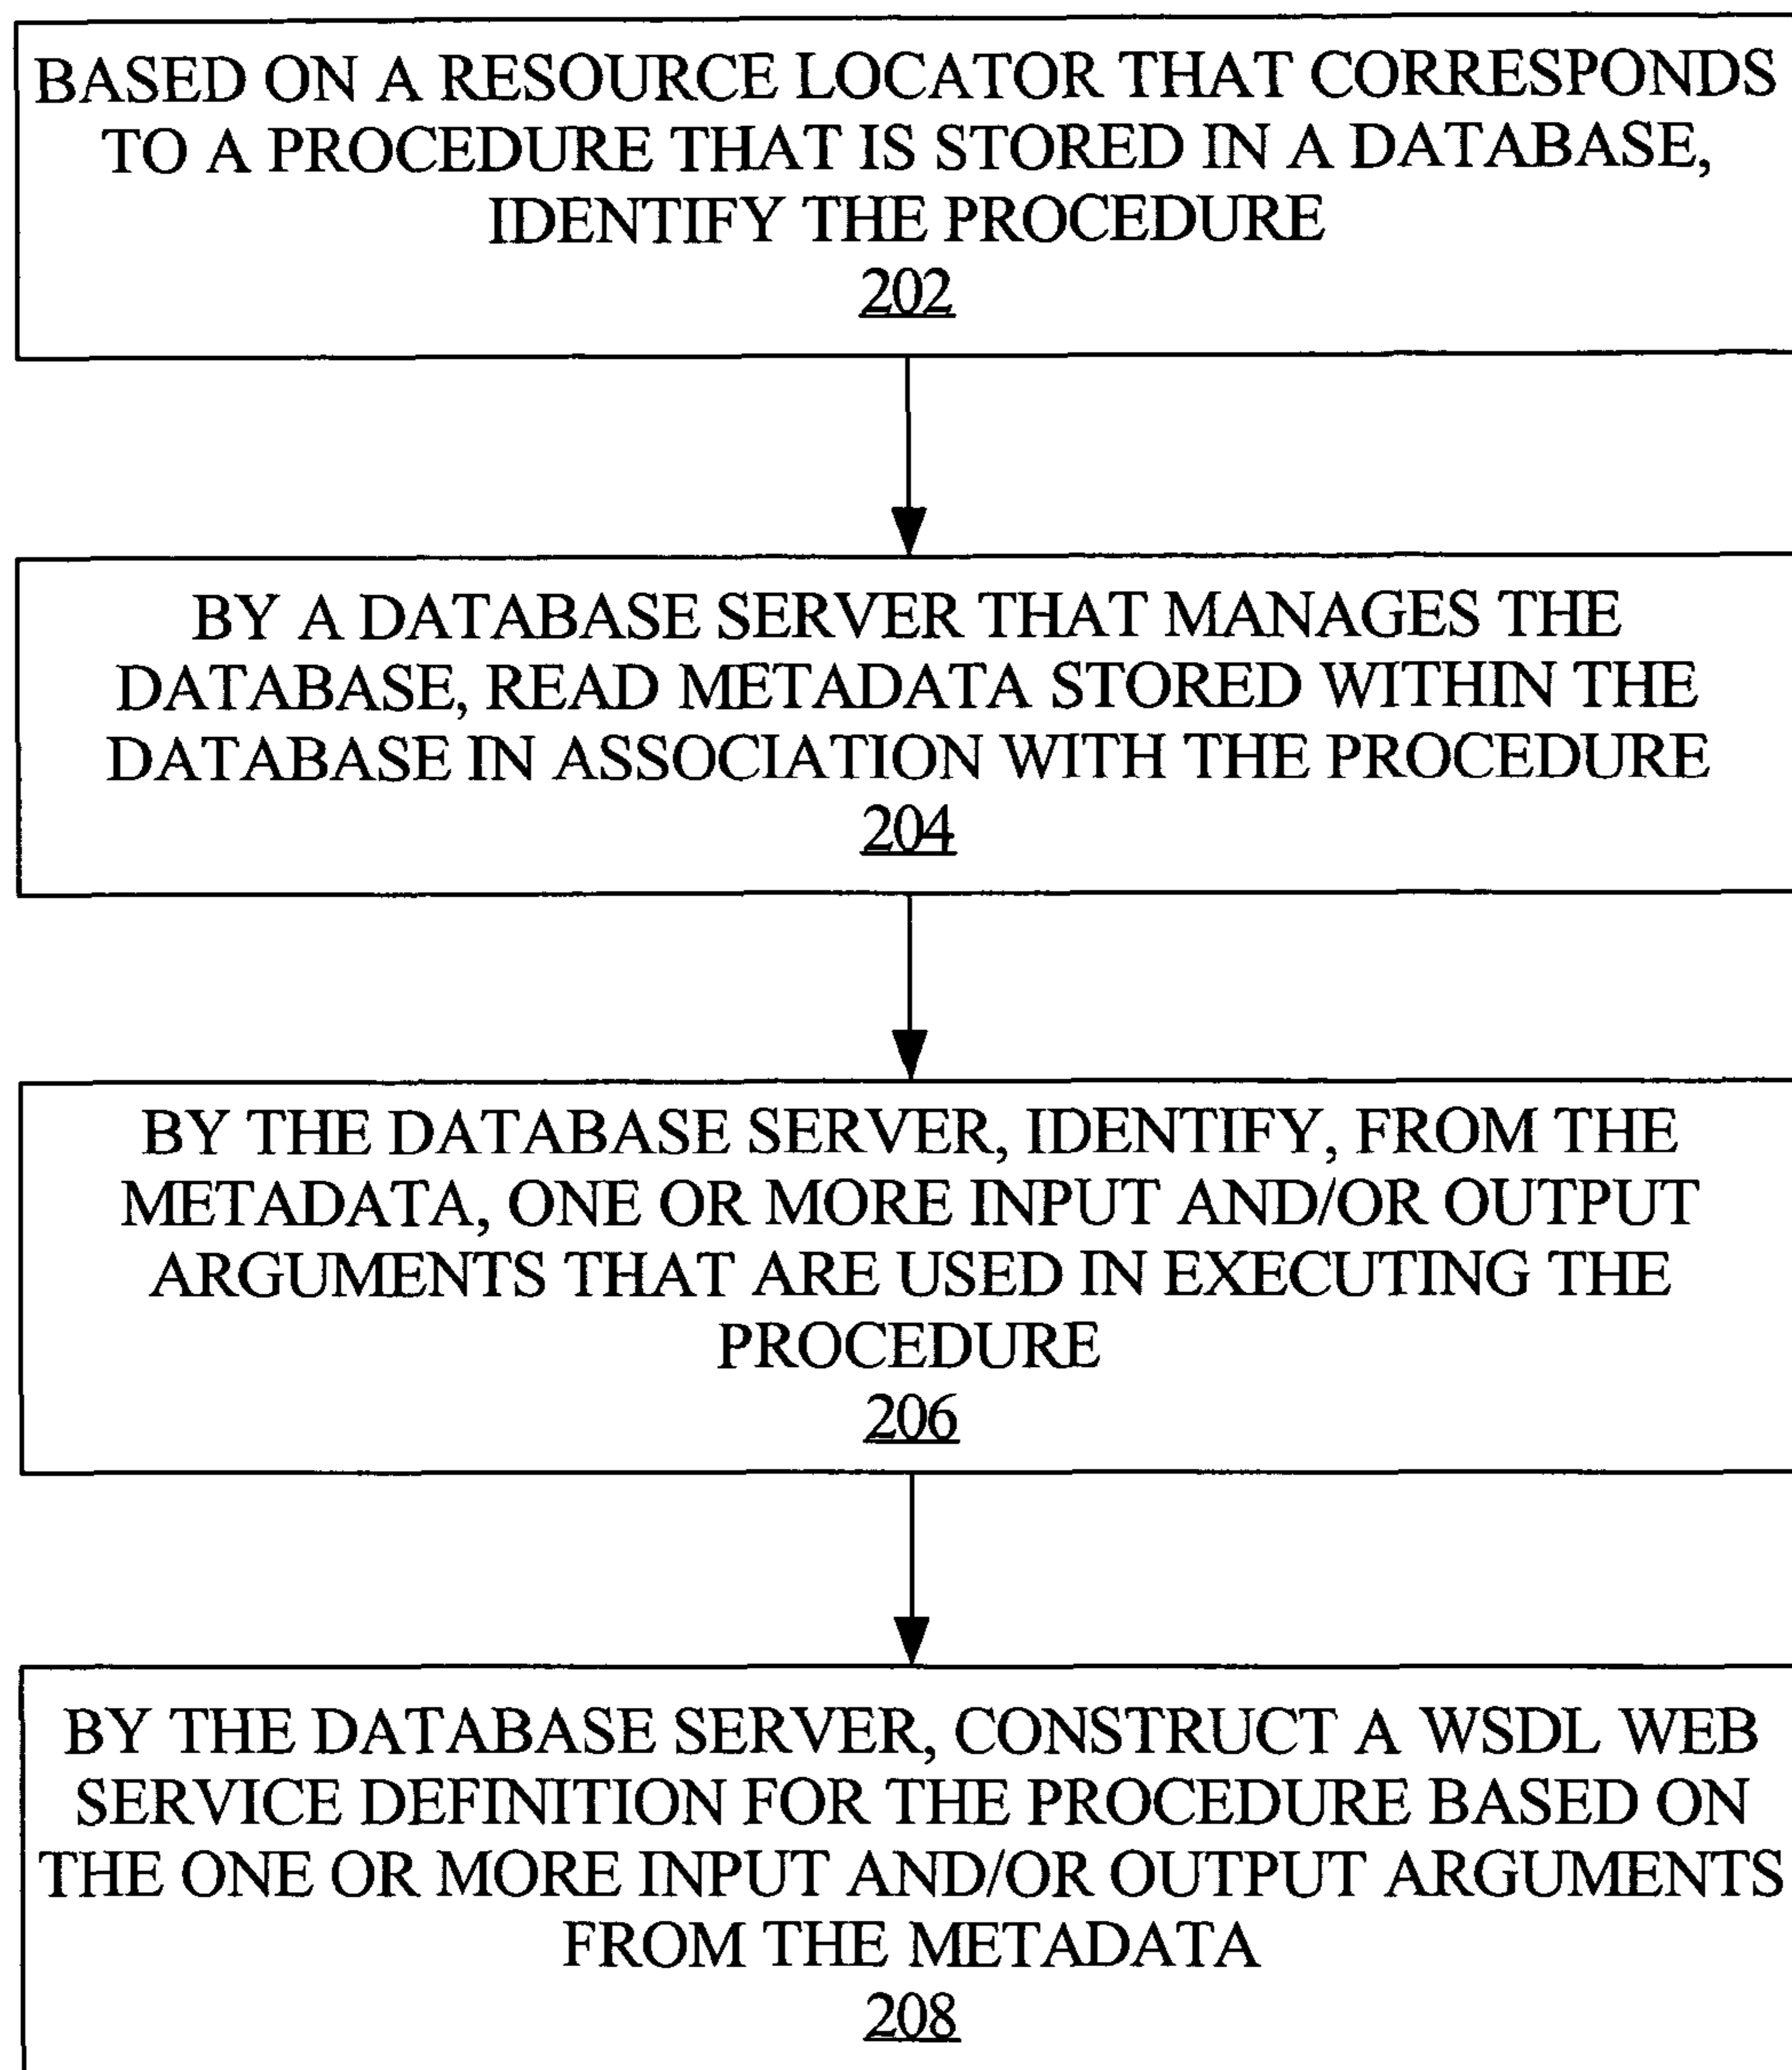 BASED ON A RESOURCE LOCATOR THAT CORRESPONDS
TO A PROCEDURE THAT IS STORED IN A DATABASE,
IDENTIFY THE PROCEDURE
202
BY A DATABASE SERVER THAT MANAGES THE
DATABASE, READ METADATA STORED WITHIN THE
DATABASE IN ASSOCIATION WITH THE PROCEDURE
204
BY THE DATABASE SERVER, IDENTIFY, FROM THE
METADATA, ONE OR MORE INPUT AND/OR OUTPUT
ARGUMENTS THAT ARE USED IN EXECUTING THE
PROCEDURE
206
BY THE DATABASE SERVER, CONSTRUCT A WSDL WEB
SERVICE DEFINITION FOR THE PROCEDURE BASED ON
THE ONE OR MORE INPUT AND/OR OUTPUT ARGUMENTS
FROM THE METADATA
208